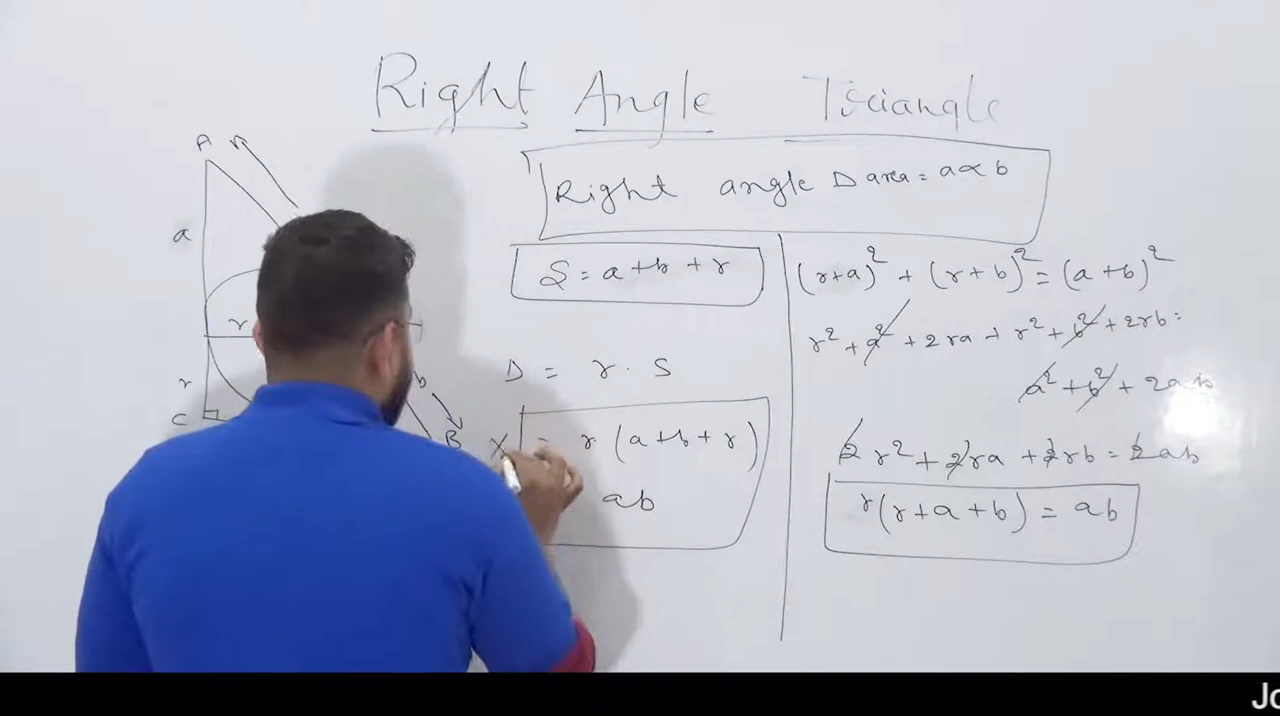 Right Angle Triangle
Right angle Δ area = a × b
S = a + b + r
Δ = r . S
= r (a + b + r)
ab
(r+a)² + (r+b)² = (a+b)²
r² + a² + 2ra + r² + b² + 2rb =
a² + b² + 2ab
2r² + 2ra + 2rb = 2ab
r(r+a+b) = ab
A
a
r
r
C
b
B
Jo